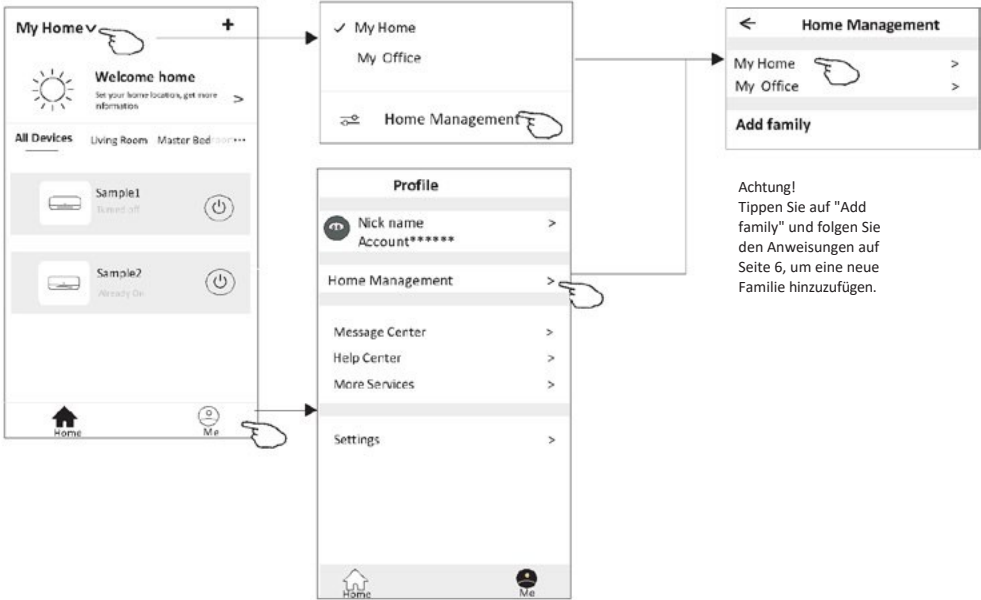 My Home
+
Welcome home
Set your home location, get more
information
>
All Devices Living Room Master Bedroom ...
Sample1
Turned off
Sample2
Already On
Home
Me
✓ My Home
My Office
Home Management
Profile
Nick name >
Account******
Home Management >
Message Center >
Help Center >
More Services >
Settings >
Home
Me
← Home Management
My Home >
My Office >
Add family
Achtung!
Tippen Sie auf "Add
family" und folgen Sie
den Anweisungen auf
Seite 6, um eine neue
Familie hinzuzufügen.